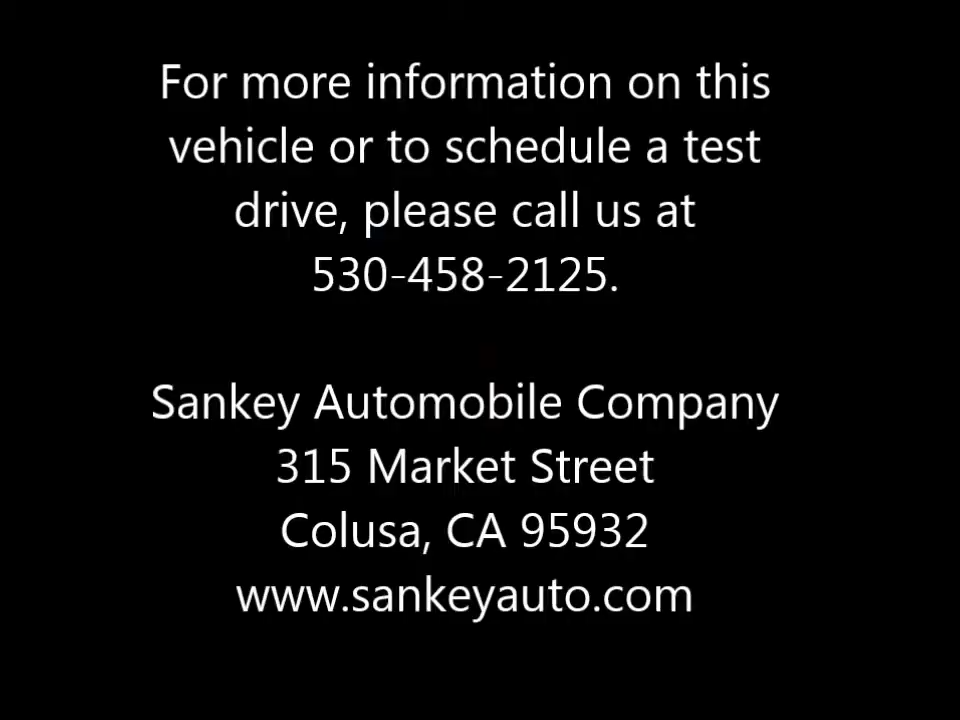 For more information on this
vehicle or to schedule a test
drive, please call us at
530-458-2125.
Sankey Automobile Company
315 Market Street
Colusa, CA 95932
www.sankeyauto.com